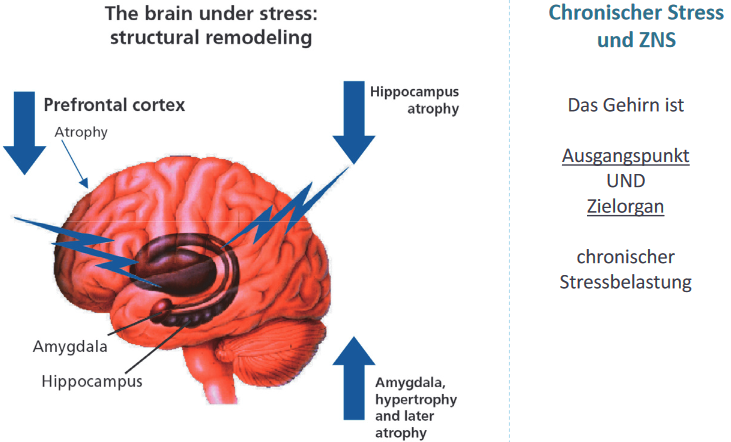 The brain under stress:
structural remodeling
Prefrontal cortex
Atrophy
Hippocampus
atrophy
Amygdala
Hippocampus
Amygdala,
hypertrophy
and later
atrophy
Chronischer Stress
und ZNS
Das Gehirn ist
Ausgangspunkt
UND
Zielorgan
chronischer
Stressbelastung